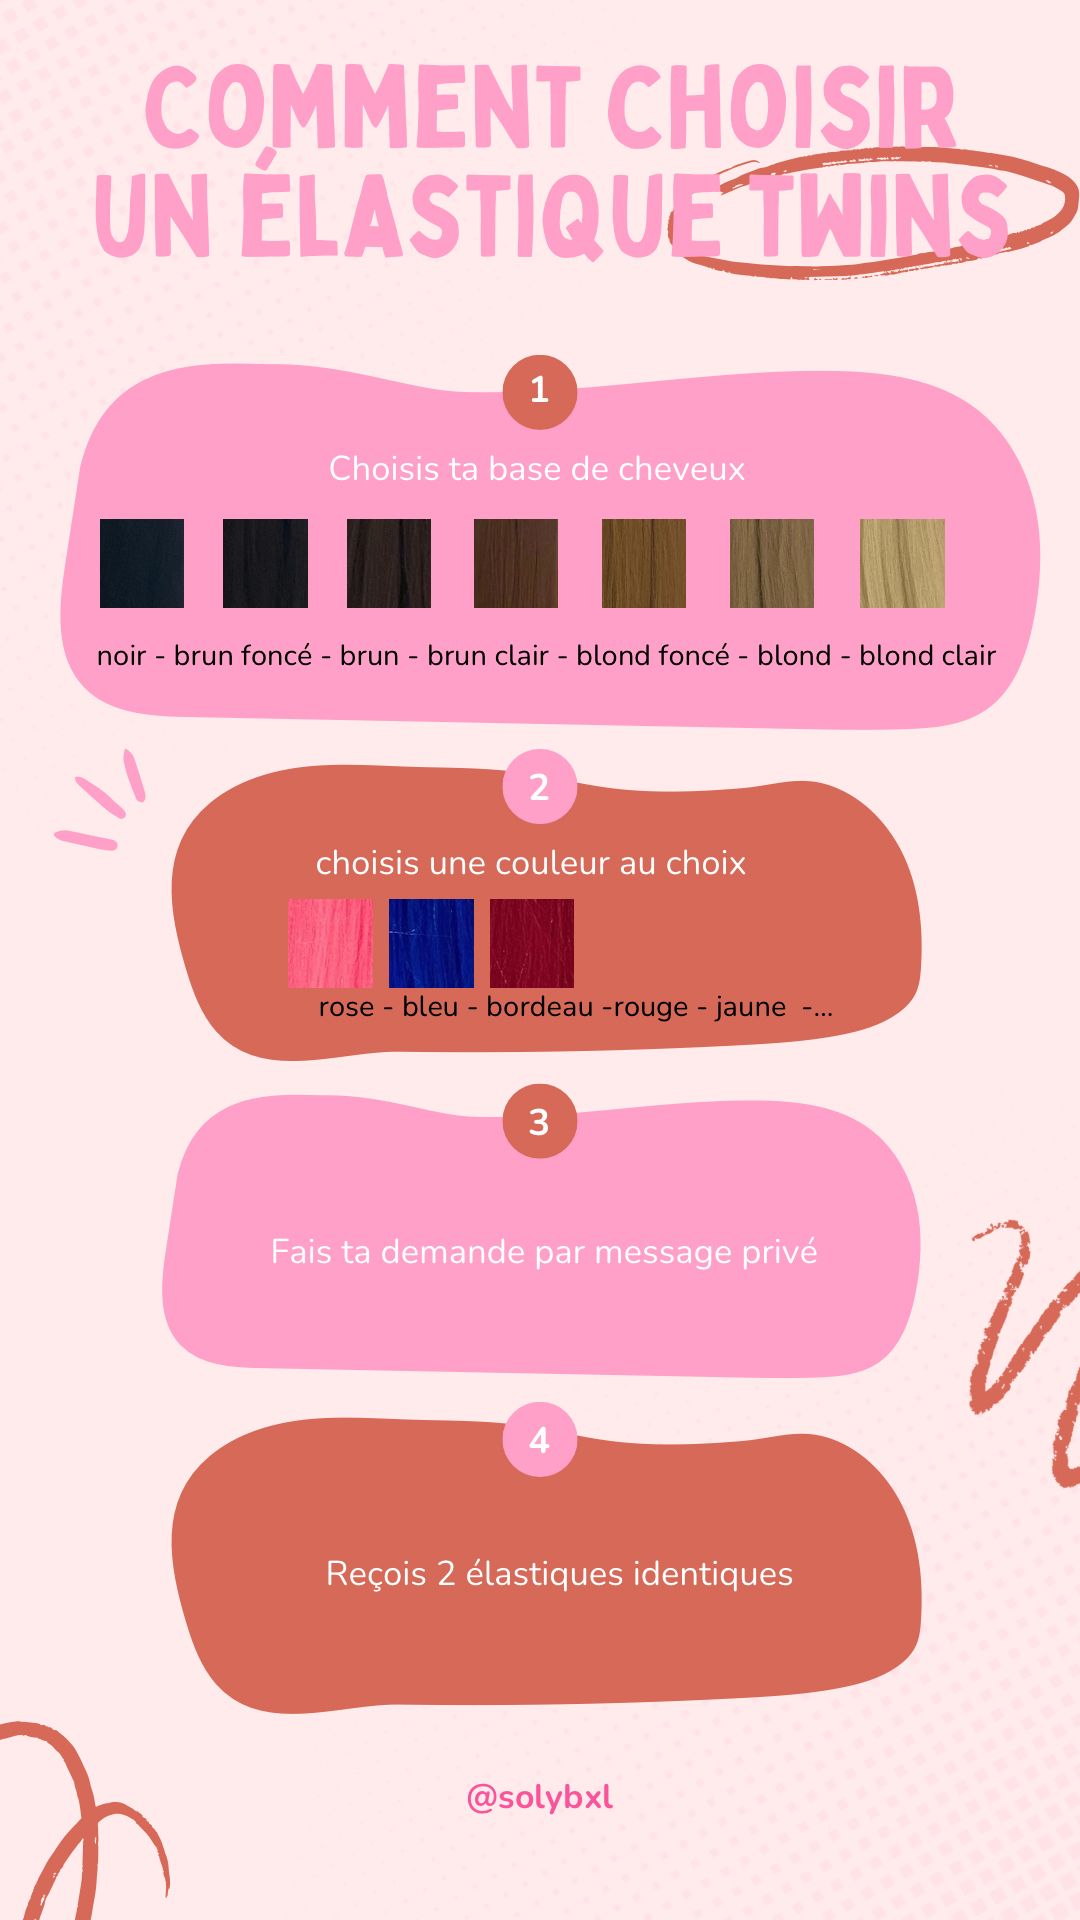 COMMENT CHOISIR
UN ÉLASTIQUE TWINS
1
Choisis ta base de cheveux
noir - brun foncé - brun - brun clair - blond foncé - blond - blond clair
2
choisis une couleur au choix
rose - bleu - bordeau -rouge - jaune  -...
3
Fais ta demande par message privé
4
Reçois 2 élastiques identiques
@solybxl